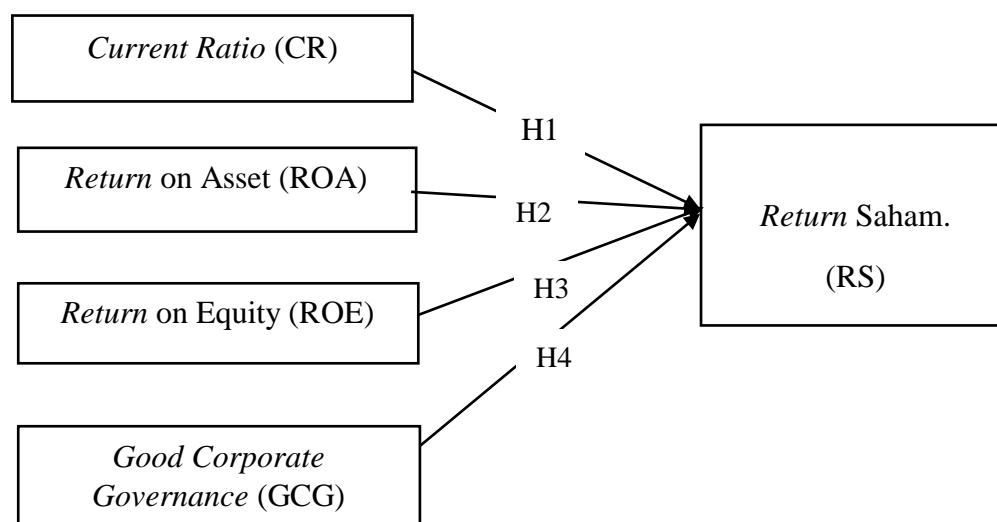 Current Ratio (CR)
H1
Return on Asset (ROA)
H2
Return Saham.
(RS)
Return on Equity (ROE)
H3
H4
Good Corporate
Governance (GCG)